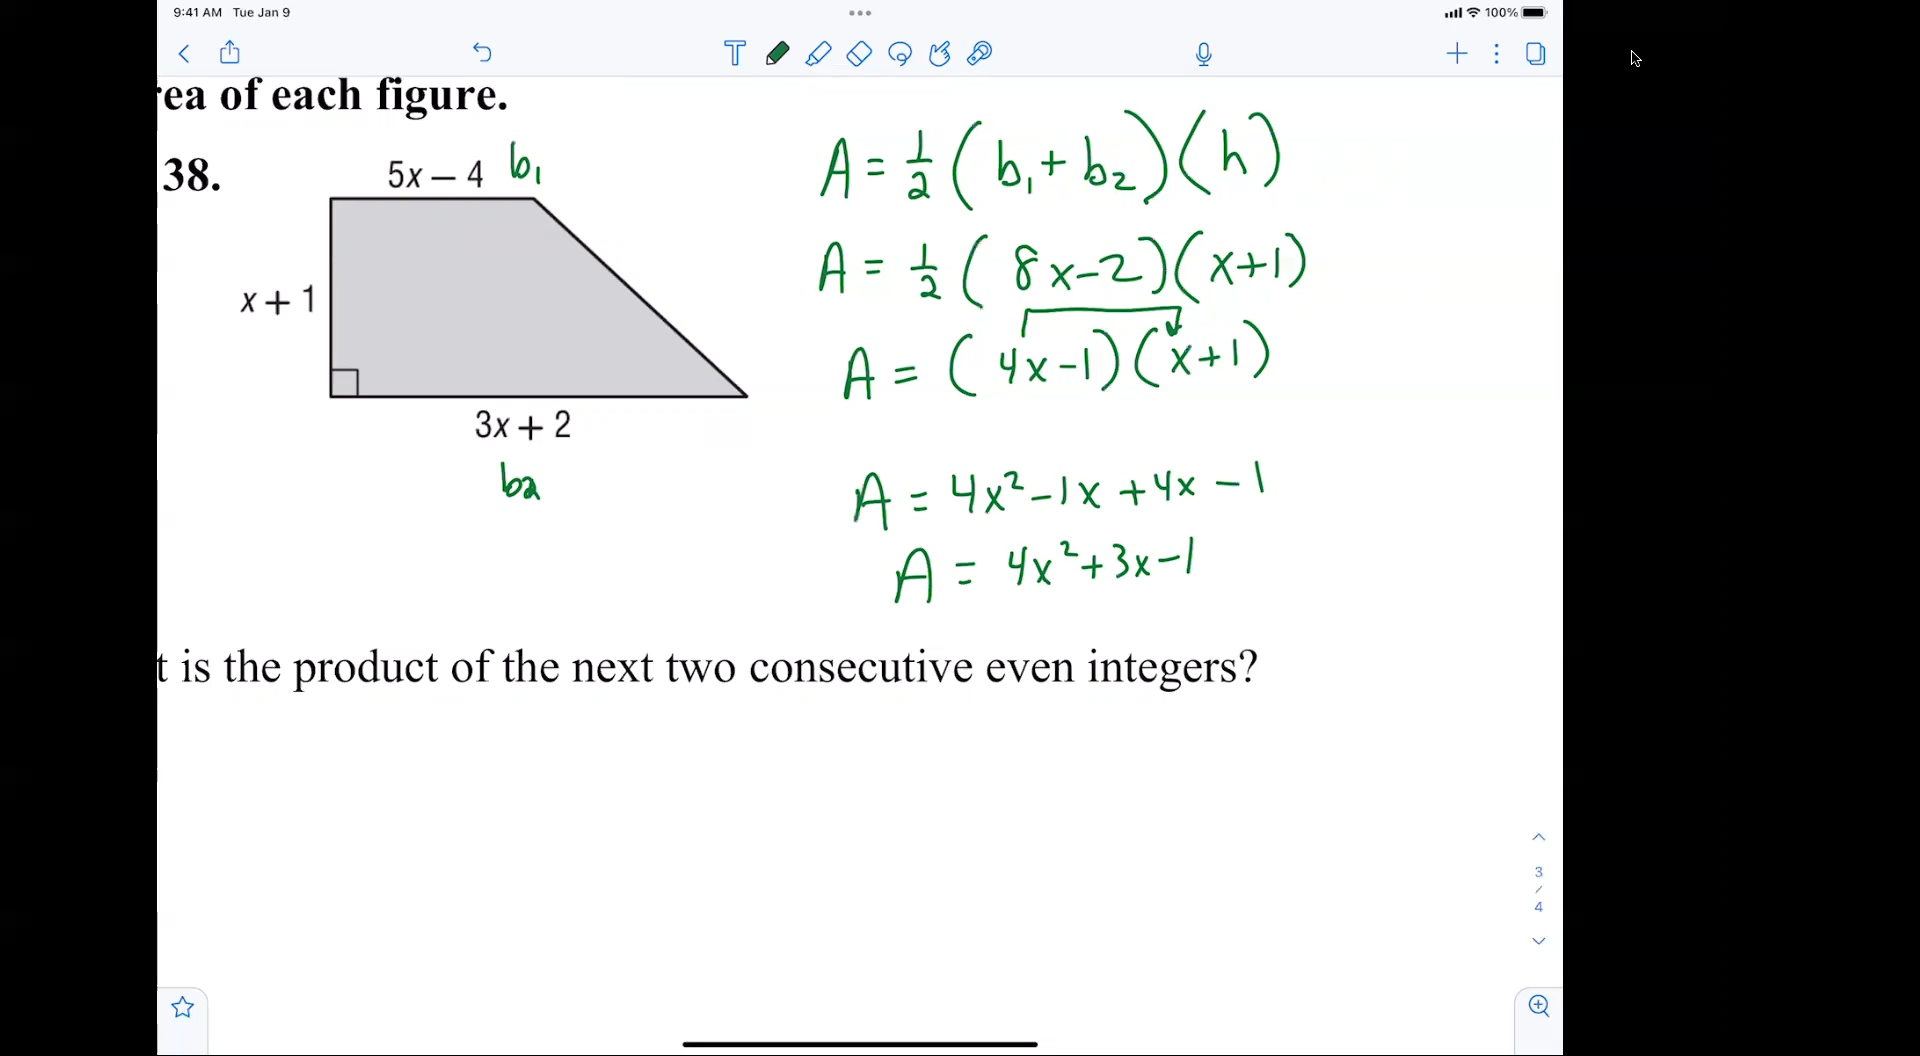 9:41 AM Tue Jan 9
100%
rea of each figure.
38.
5x – 4 b₁
x + 1
3x + 2
b₂
A = 1/2 (b₁ + b₂)(h)
A = 1/2 (8x – 2)(x + 1)
A = (4x – 1)(x + 1)
A = 4x² – 1x + 4x – 1
A = 4x² + 3x – 1
t is the product of the next two consecutive even integers?
3
/
4